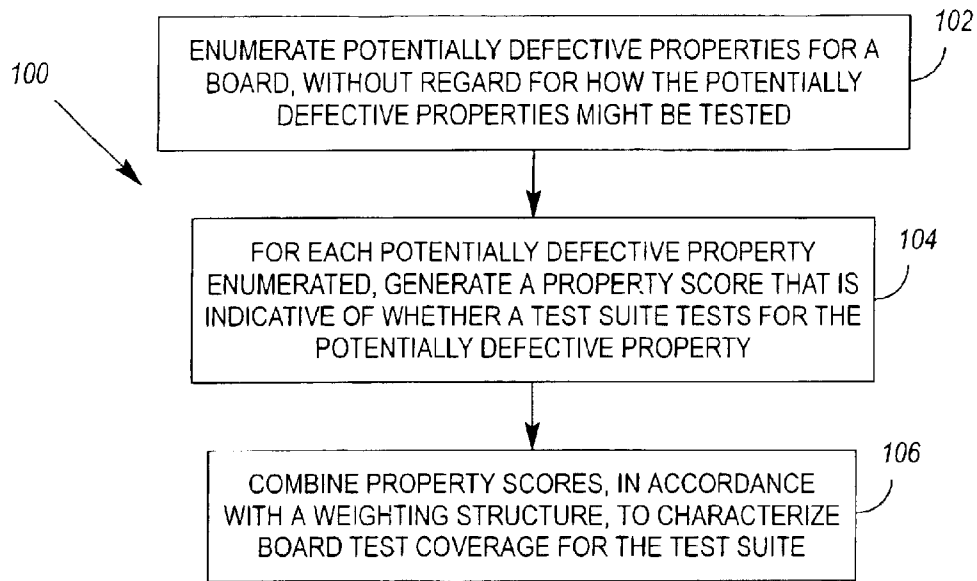 100
102
ENUMERATE POTENTIALLY DEFECTIVE PROPERTIES FOR A
BOARD, WITHOUT REGARD FOR HOW THE POTENTIALLY
DEFECTIVE PROPERTIES MIGHT BE TESTED
104
FOR EACH POTENTIALLY DEFECTIVE PROPERTY
ENUMERATED, GENERATE A PROPERTY SCORE THAT IS
INDICATIVE OF WHETHER A TEST SUITE TESTS FOR THE
POTENTIALLY DEFECTIVE PROPERTY
106
COMBINE PROPERTY SCORES, IN ACCORDANCE
WITH A WEIGHTING STRUCTURE, TO CHARACTERIZE
BOARD TEST COVERAGE FOR THE TEST SUITE